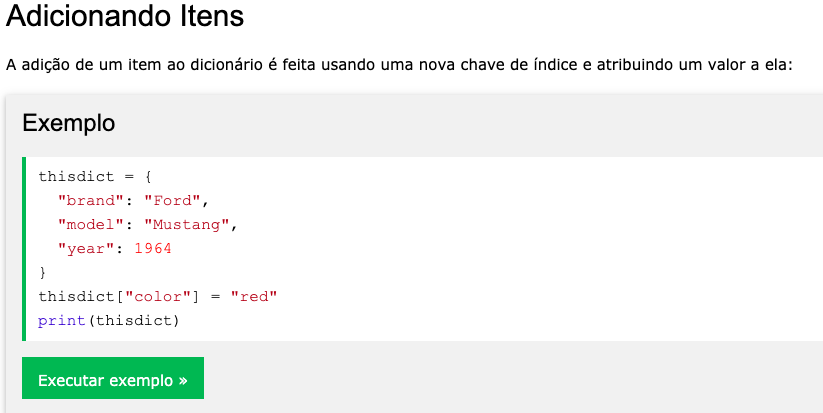 Adicionando Itens
A adição de um item ao dicionário é feita usando uma nova chave de índice e atribuindo um valor a ela:
Exemplo
thisdict = {
  "brand": "Ford",
  "model": "Mustang",
  "year": 1964
}
thisdict["color"] = "red"
print(thisdict)
Executar exemplo »